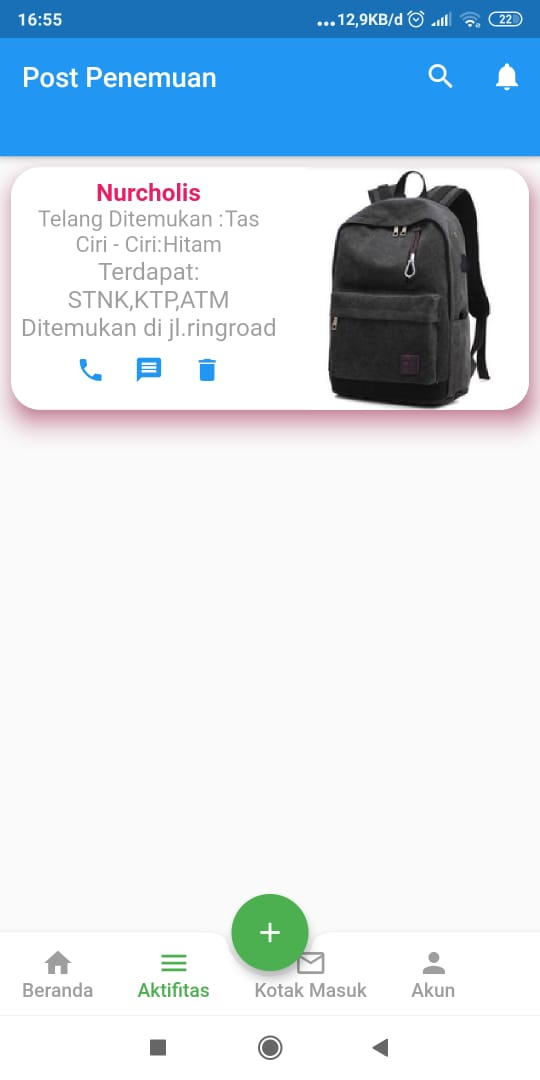 16:55
...12,9KB/d
22
Post Penemuan
Nurcholis
Telang Ditemukan :Tas
Ciri - Ciri:Hitam
Terdapat:
STNK,KTP,ATM
Ditemukan di jl.ringroad
Beranda
Aktifitas
Kotak Masuk
Akun